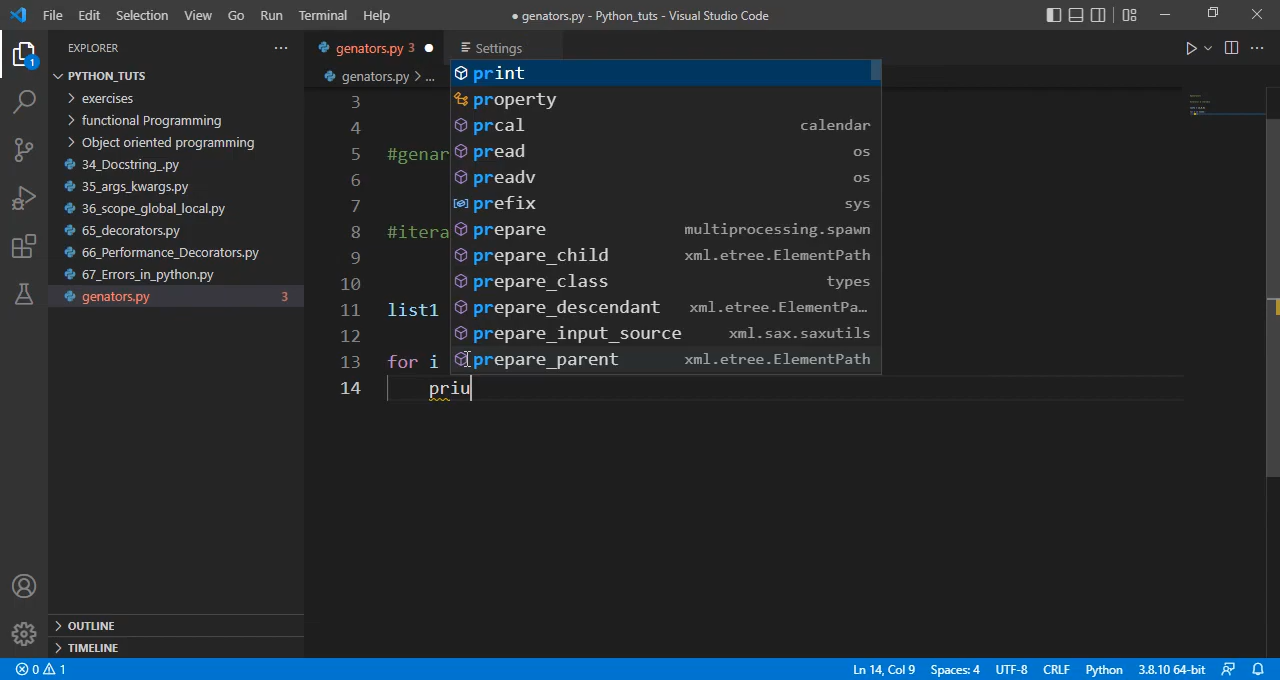 File Edit Selection View Go Run Terminal Help
● genators.py - Python_tuts - Visual Studio Code
EXPLORER
PYTHON_TUTS
exercises
functional Programming
Object oriented programming
34_Docstring_.py
35_args_kwargs.py
36_scope_global_local.py
65_decorators.py
66_Performance_Decorators.py
67_Errors_in_python.py
genators.py 3
OUTLINE
TIMELINE
1
genators.py 3 ●
Settings
genators.py > ...
3
4
5 #genar
6
7
8 #itera
9
10
11 list1
12
13 for i
14 priu
print
property
prcal calendar
pread os
preadv os
prefix sys
prepare multiprocessing.spawn
prepare_child xml.etree.ElementPath
prepare_class types
prepare_descendant xml.etree.ElementPa…
prepare_input_source xml.sax.saxutils
prepare_parent xml.etree.ElementPath
0 1
Ln 14, Col 9 Spaces: 4 UTF-8 CRLF Python 3.8.10 64-bit